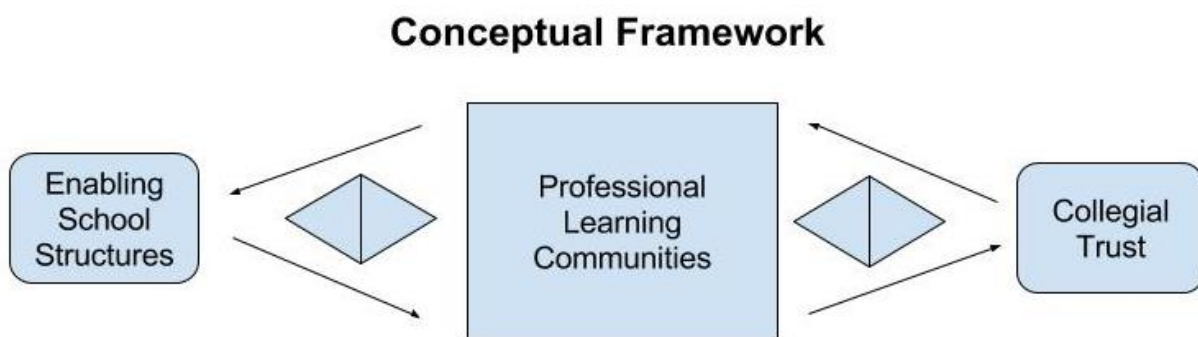 Conceptual Framework
Enabling
School
Structures
Professional
Learning
Communities
Collegial
Trust